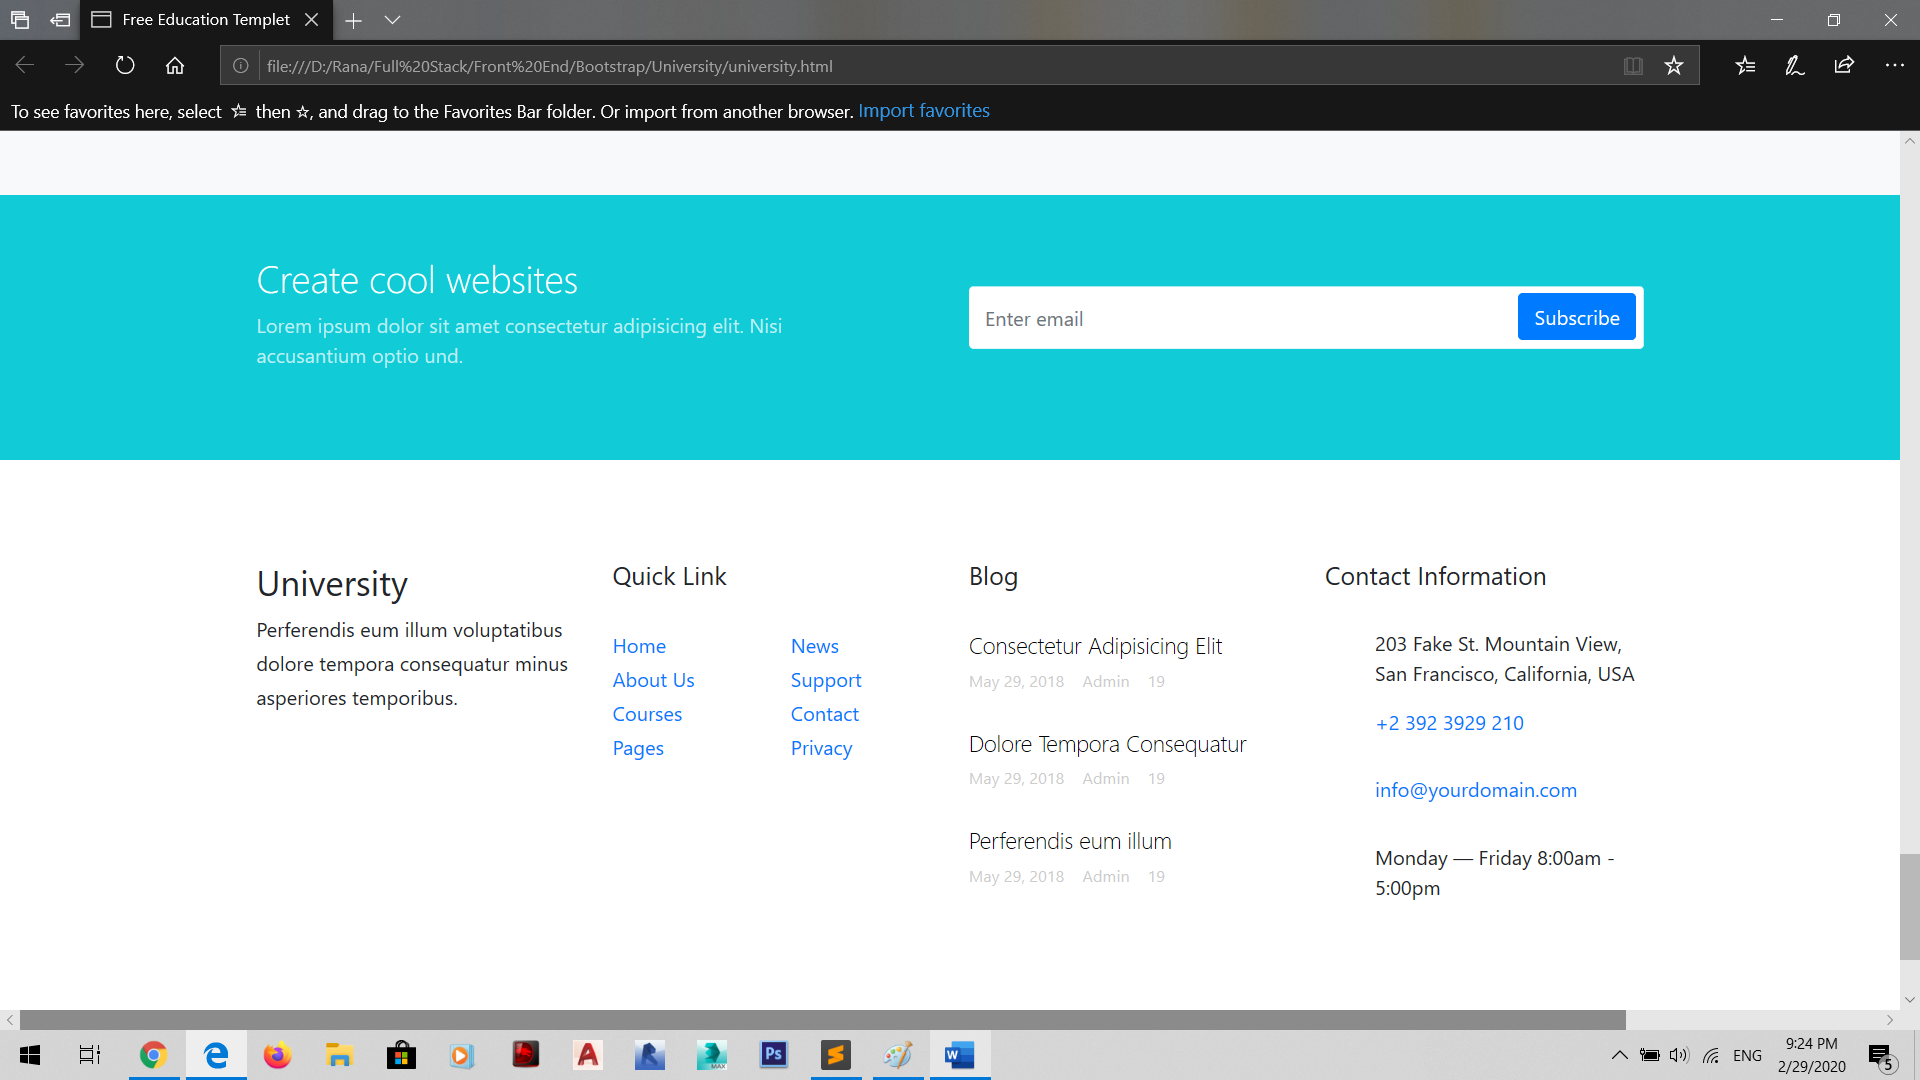 Free Education Templet
file:///D:/Rana/Full%20Stack/Front%20End/Bootstrap/University/university.html
To see favorites here, select then , and drag to the Favorites Bar folder. Or import from another browser. Import favorites
Create cool websites
Lorem ipsum dolor sit amet consectetur adipisicing elit. Nisi
accusantium optio und.
Enter email
Subscribe
University
Perferendis eum illum voluptatibus
dolore tempora consequatur minus
asperiores temporibus.
Quick Link
Home
About Us
Courses
Pages
News
Support
Contact
Privacy
Blog
Consectetur Adipisicing Elit
May 29, 2018 Admin 19
Dolore Tempora Consequatur
May 29, 2018 Admin 19
Perferendis eum illum
May 29, 2018 Admin 19
Contact Information
203 Fake St. Mountain View,
San Francisco, California, USA
+2 392 3929 210
info@yourdomain.com
Monday — Friday 8:00am -
5:00pm
A
R
MAX
Ps
S
W
ENG
9:24 PM
2/29/2020
5